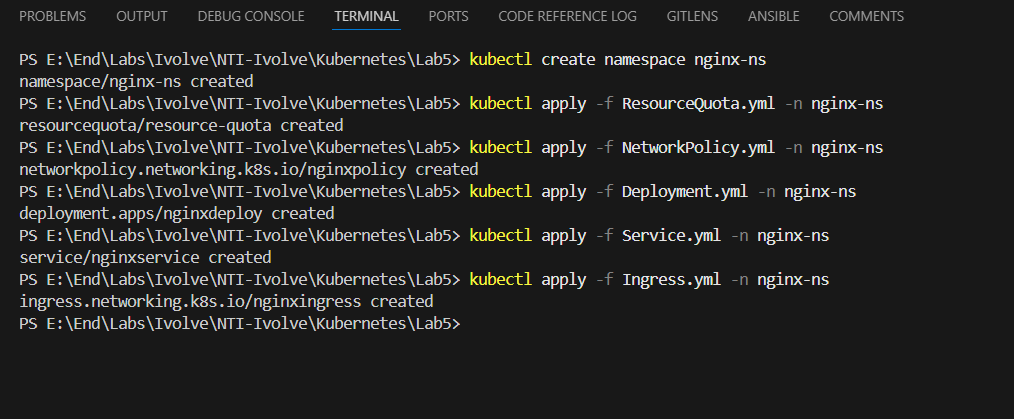 PROBLEMS OUTPUT DEBUG CONSOLE TERMINAL PORTS CODE REFERENCE LOG GITLENS ANSIBLE COMMENTS
PS E:\End\Labs\Ivolve\NTI-Ivolve\Kubernetes\Lab5> kubectl create namespace nginx-ns
namespace/nginx-ns created
PS E:\End\Labs\Ivolve\NTI-Ivolve\Kubernetes\Lab5> kubectl apply -f ResourceQuota.yml -n nginx-ns
resourcequota/resource-quota created
PS E:\End\Labs\Ivolve\NTI-Ivolve\Kubernetes\Lab5> kubectl apply -f NetworkPolicy.yml -n nginx-ns
networkpolicy.networking.k8s.io/nginxpolicy created
PS E:\End\Labs\Ivolve\NTI-Ivolve\Kubernetes\Lab5> kubectl apply -f Deployment.yml -n nginx-ns
deployment.apps/nginxdeploy created
PS E:\End\Labs\Ivolve\NTI-Ivolve\Kubernetes\Lab5> kubectl apply -f Service.yml -n nginx-ns
service/nginxservice created
PS E:\End\Labs\Ivolve\NTI-Ivolve\Kubernetes\Lab5> kubectl apply -f Ingress.yml -n nginx-ns
ingress.networking.k8s.io/nginxingress created
PS E:\End\Labs\Ivolve\NTI-Ivolve\Kubernetes\Lab5>